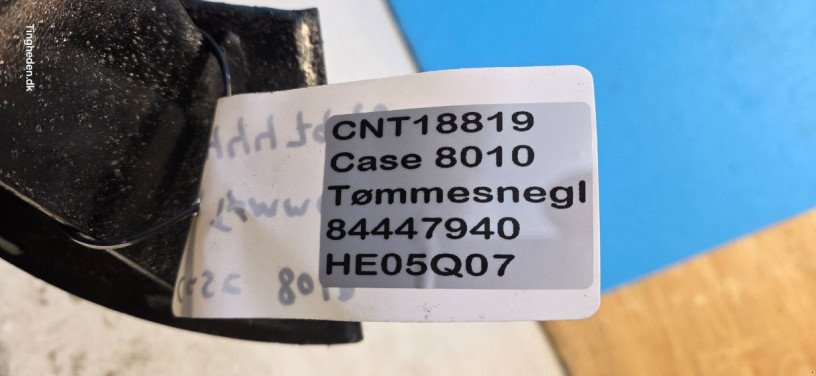 Tingheden.dk
CNT18819
Case 8010
Tømmesnegl
84447940
HE05Q07